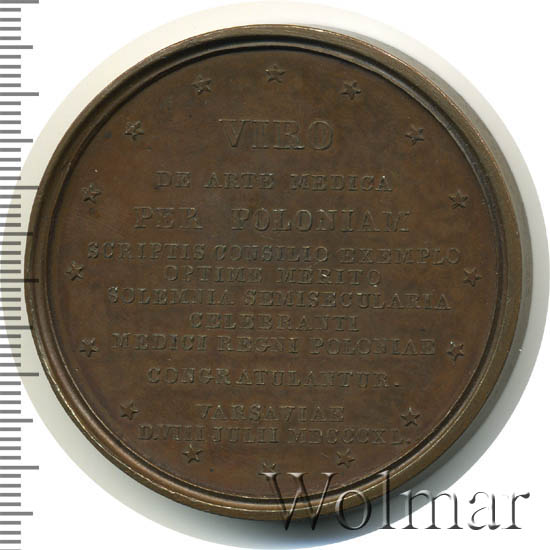 VIRO
DE ARTE MEDICA
PER POLONIAM
SCRIPTIS CONSILIO EXEMPLO
OPTIME MERITO
SOLEMNIA SEMISECULARIA
CELEBRANTI
MEDICI REGNI POLONIAE
CONGRATULANTUR.
VARSAVIAE
D.VIII JULII MDCCCXL.
Wolmar